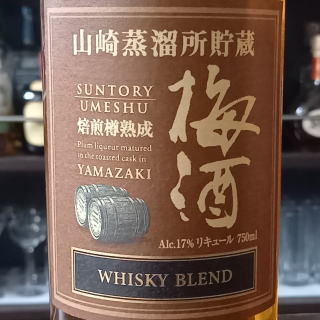 山崎蒸溜所貯蔵
SUNTORY
UMESHU
焙煎樽熟成
Plum liqueur matured
in the toasted cask in
YAMAZAKI
梅酒
Alc.17% リキュール 750ml
WHISKY BLEND